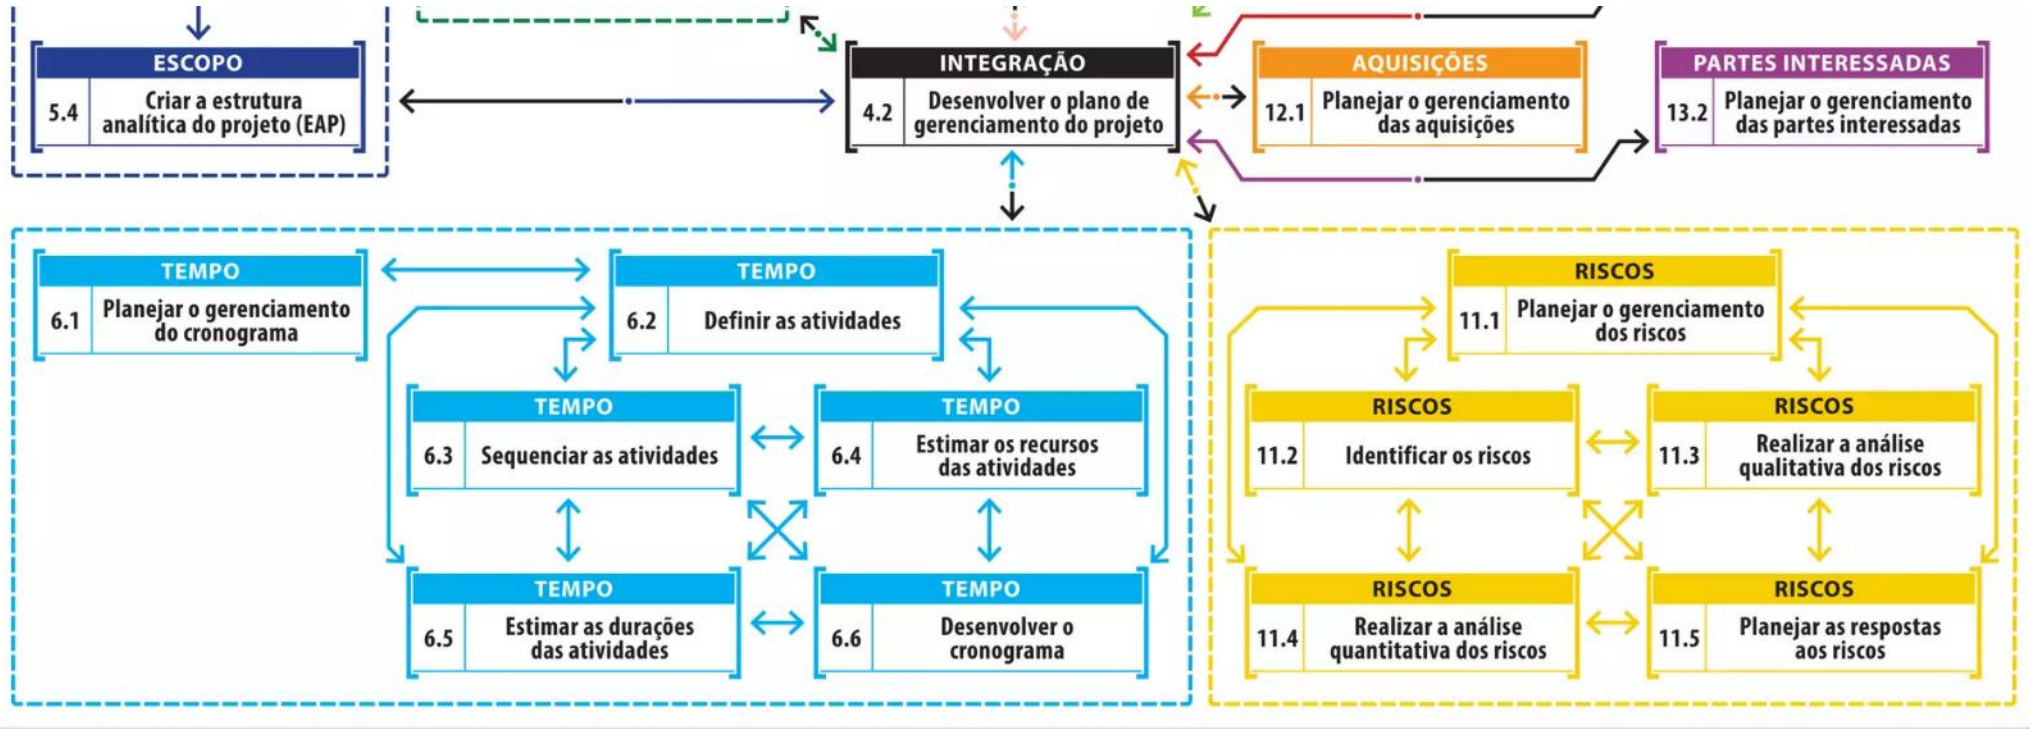 ESCOPO
5.4
Criar a estrutura
analítica do projeto (EAP)
INTEGRAÇÃO
4.2
Desenvolver o plano de
gerenciamento do projeto
AQUISIÇÕES
12.1
Planejar o gerenciamento
das aquisições
PARTES INTERESSADAS
13.2
Planejar o gerenciamento
das partes interessadas
TEMPO
6.1
Planejar o gerenciamento
do cronograma
TEMPO
6.2
Definir as atividades
TEMPO
6.3
Sequenciar as atividades
TEMPO
6.4
Estimar os recursos
das atividades
TEMPO
6.5
Estimar as durações
das atividades
TEMPO
6.6
Desenvolver o
cronograma
RISCOS
11.1
Planejar o gerenciamento
dos riscos
RISCOS
11.2
Identificar os riscos
RISCOS
11.3
Realizar a análise
qualitativa dos riscos
RISCOS
11.4
Realizar a análise
quantitativa dos riscos
RISCOS
11.5
Planejar as respostas
aos riscos